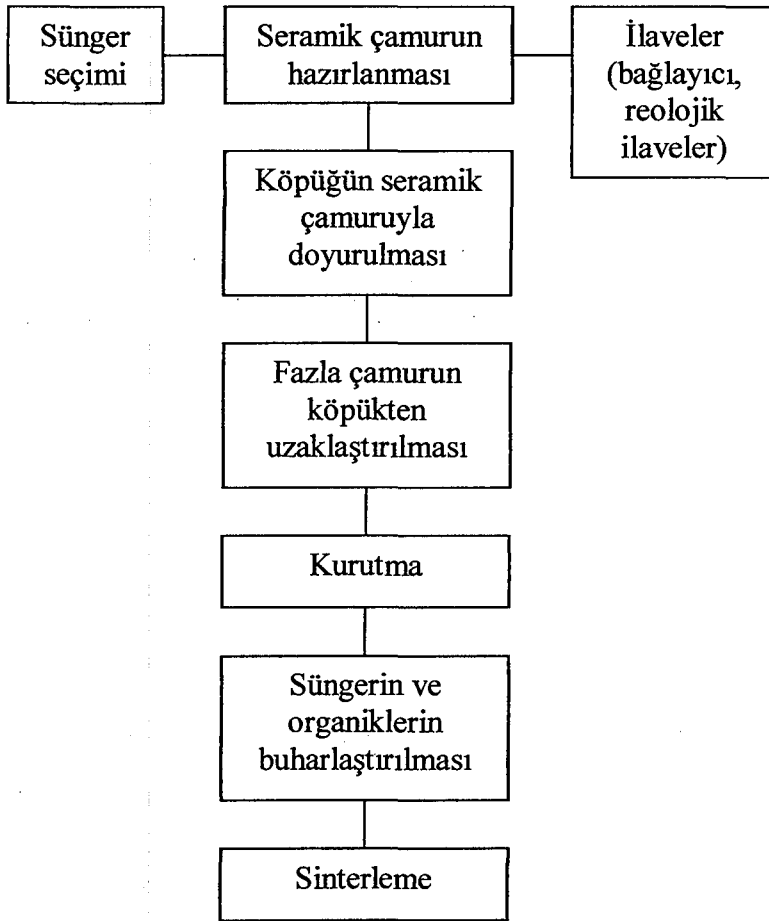 Sünger
seçimi
Seramik çamurun
hazırlanması
İlaveler
(bağlayıcı,
reolojik
ilaveler)
Köpüğün seramik
çamuruyla
doyurulması
Fazla çamurun
köpükten
uzaklaştırılması
Kurutma
Süngerin ve
organiklerin
buharlaştırılması
Sinterleme